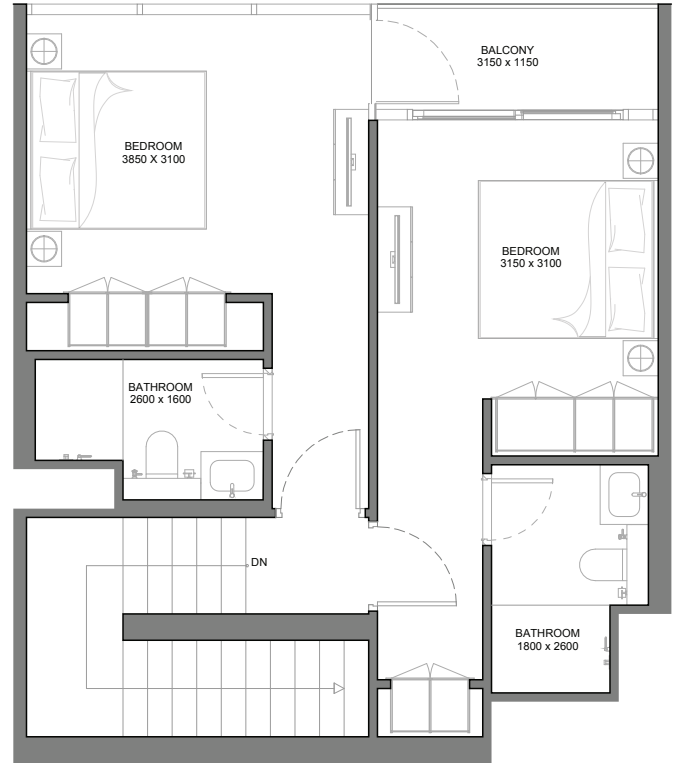 BALCONY
3150 x 1150
BEDROOM
3850 X 3100
BEDROOM
3150 x 3100
BATHROOM
2600 x 1600
DN
BATHROOM
1800 x 2600